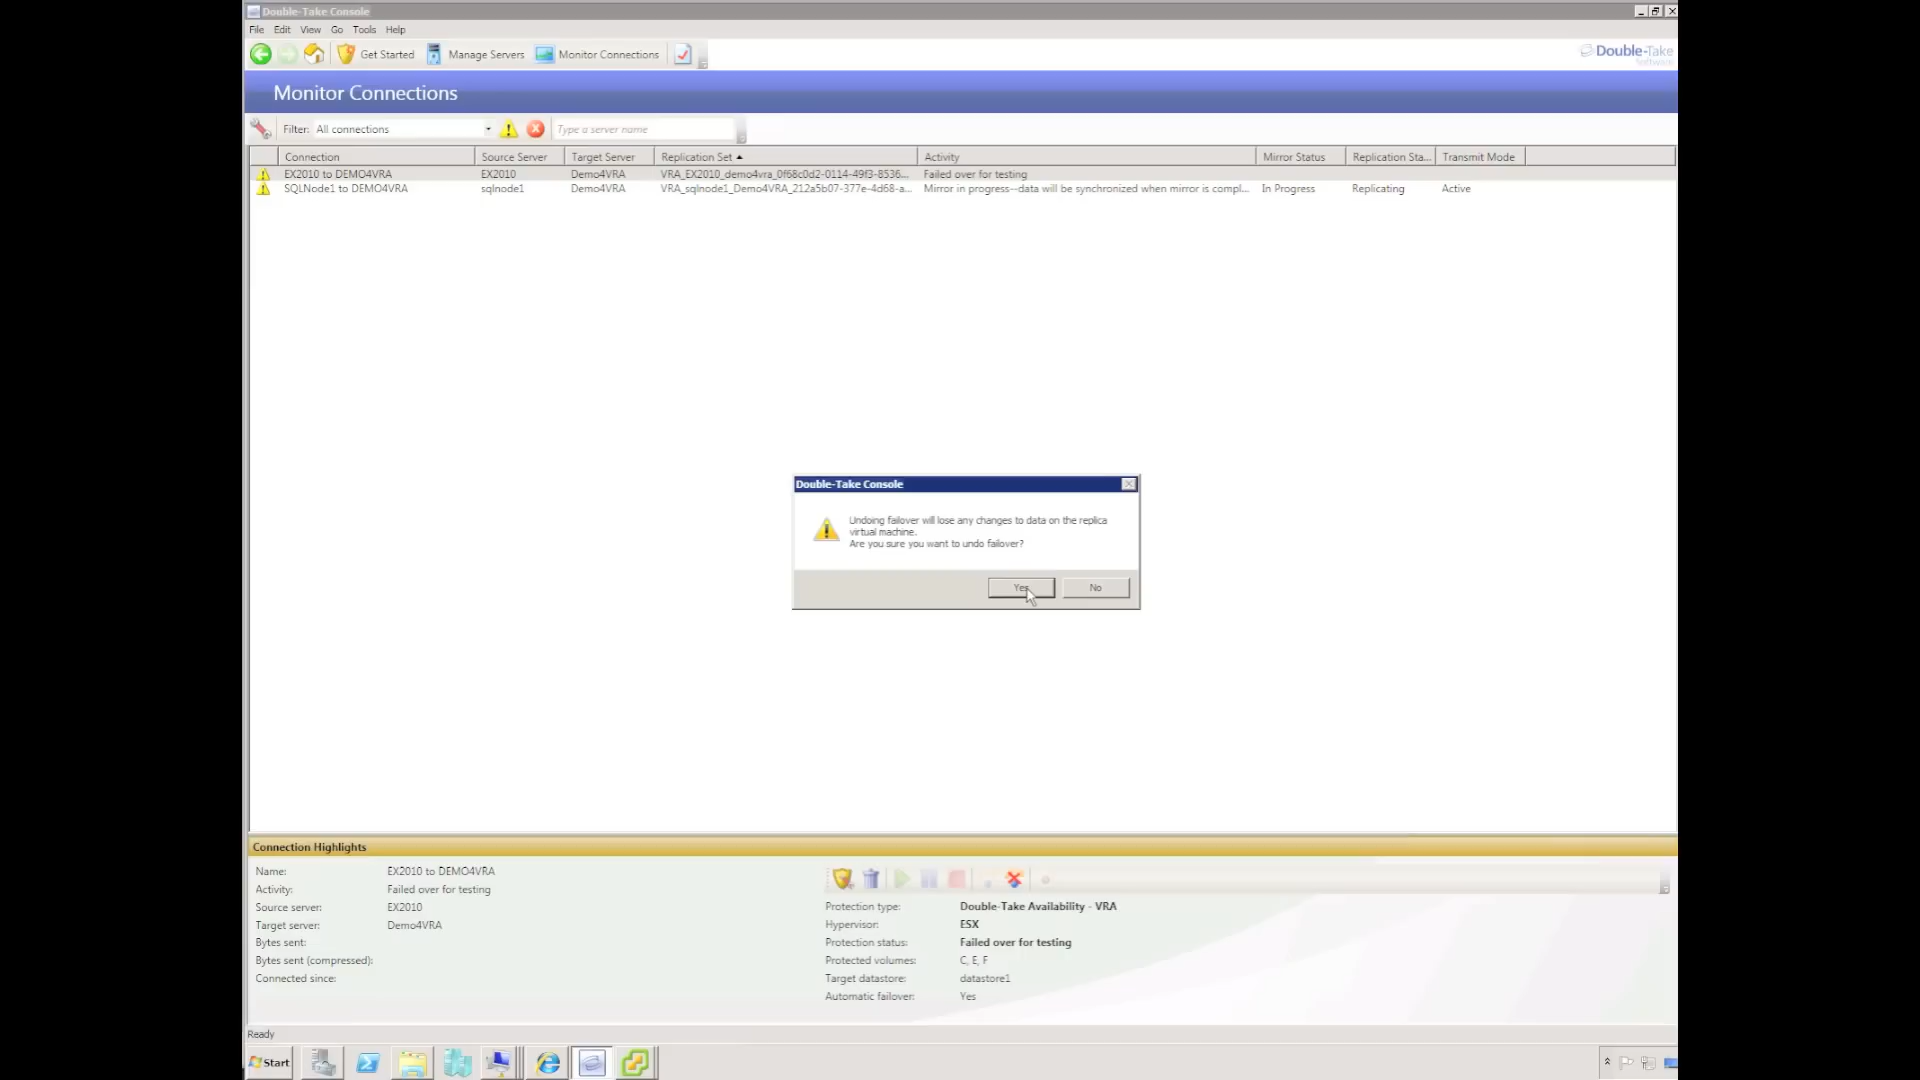 Double-Take Console
File Edit View Go Tools Help
Get Started Manage Servers Monitor Connections
Double-Take
Software
Monitor Connections
Filter: All connections Type a server name
Connection Source Server Target Server Replication Set Activity Mirror Status Replication Sta... Transmit Mode
EX2010 to DEMO4VRA EX2010 Demo4VRA VRA_EX2010_demo4vra_0f68c0d2-0114-49f3-8536... Failed over for testing
SQLNode1 to DEMO4VRA sqlnode1 Demo4VRA VRA_sqlnode1_Demo4VRA_212a5b07-377e-4d68-a... Mirror in progress--data will be synchronized when mirror is compl... In Progress Replicating Active
Double-Take Console
Undoing failover will lose any changes to data on the replica
virtual machine.
Are you sure you want to undo failover?
Yes No
Connection Highlights
Name: EX2010 to DEMO4VRA
Activity: Failed over for testing
Source server: EX2010
Target server: Demo4VRA
Bytes sent:
Bytes sent (compressed):
Connected since:
Protection type: Double-Take Availability - VRA
Hypervisor: ESX
Protection status: Failed over for testing
Protected volumes: C, E, F
Target datastore: datastore1
Automatic failover: Yes
Ready
Start